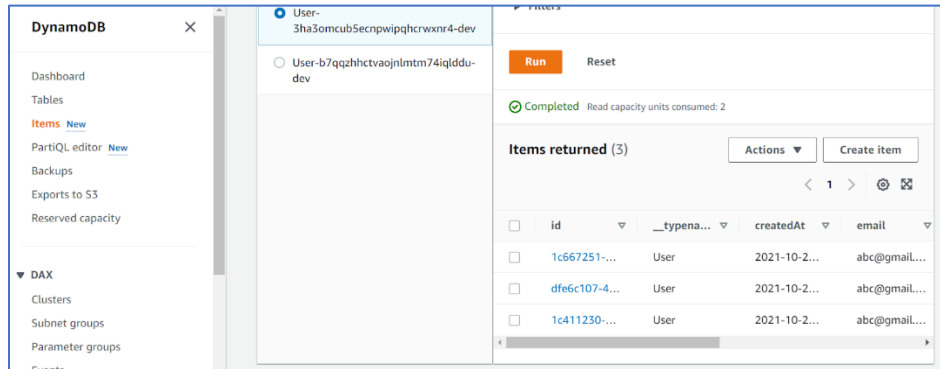 DynamoDB
Dashboard
Tables
Items New
PartiQL editor New
Backups
Exports to S3
Reserved capacity
DAX
Clusters
Subnet groups
Parameter groups
Events
User-
3ha3omcub5ecnpwipqhcrwxnr4-dev
User-b7qqzhhctvaojnlmtm74iqlddu-
dev
Filters
Run Reset
Completed Read capacity units consumed: 2
Items returned (3)
Actions
Create item
1
id __typena... createdAt email
1c667251-... User 2021-10-2... abc@gmail....
dfe6c107-4... User 2021-10-2... abc@gmail....
1c411230-... User 2021-10-2... abc@gmail....